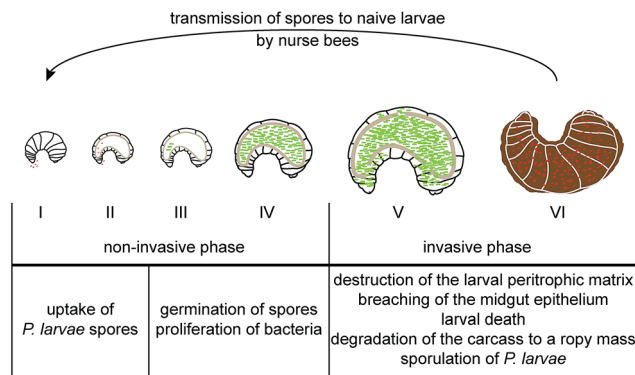 transmission of spores to naive larvae
by nurse bees
I II III IV V VI
non-invasive phase
invasive phase
uptake of
P. larvae spores
germination of spores
proliferation of bacteria
destruction of the larval peritrophic matrix
breaching of the midgut epithelium
larval death
degradation of the carcass to a ropy mass
sporulation of P. larvae